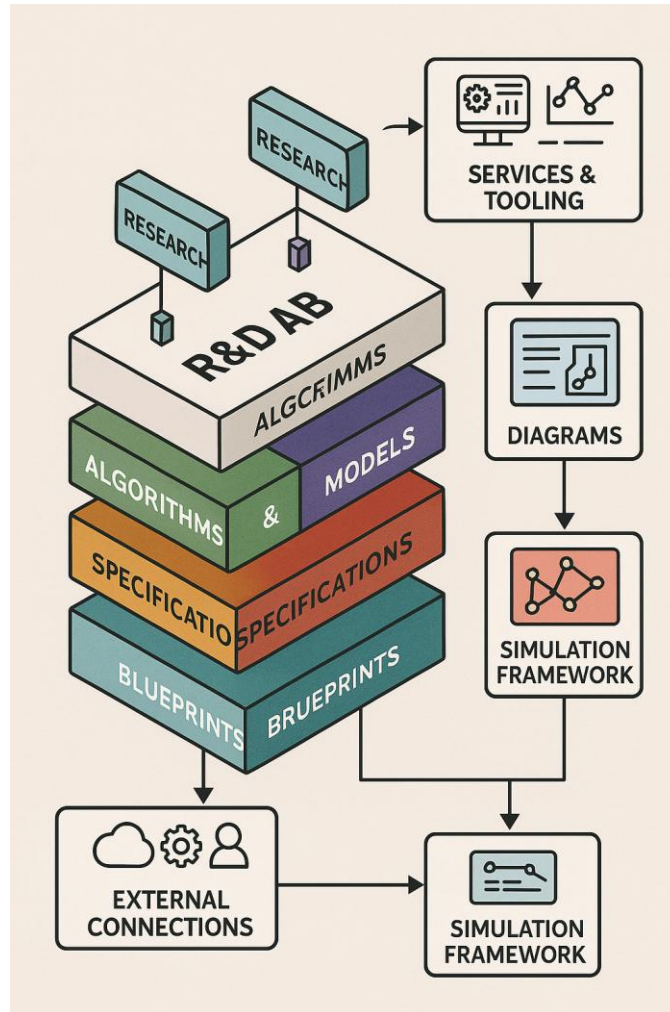 RESEARCH
RESEARCH
R&D AB
ALGCRIMMS
ALGORITHMS & MODELS
SPECIFICATIO SPECIFICATIONS
BLUEPRINTS BRUEPRINTS
SERVICES &
TOOLING
DIAGRAMS
SIMULATION
FRAMEWORK
EXTERNAL
CONNECTIONS
SIMULATION
FRAMEWORK